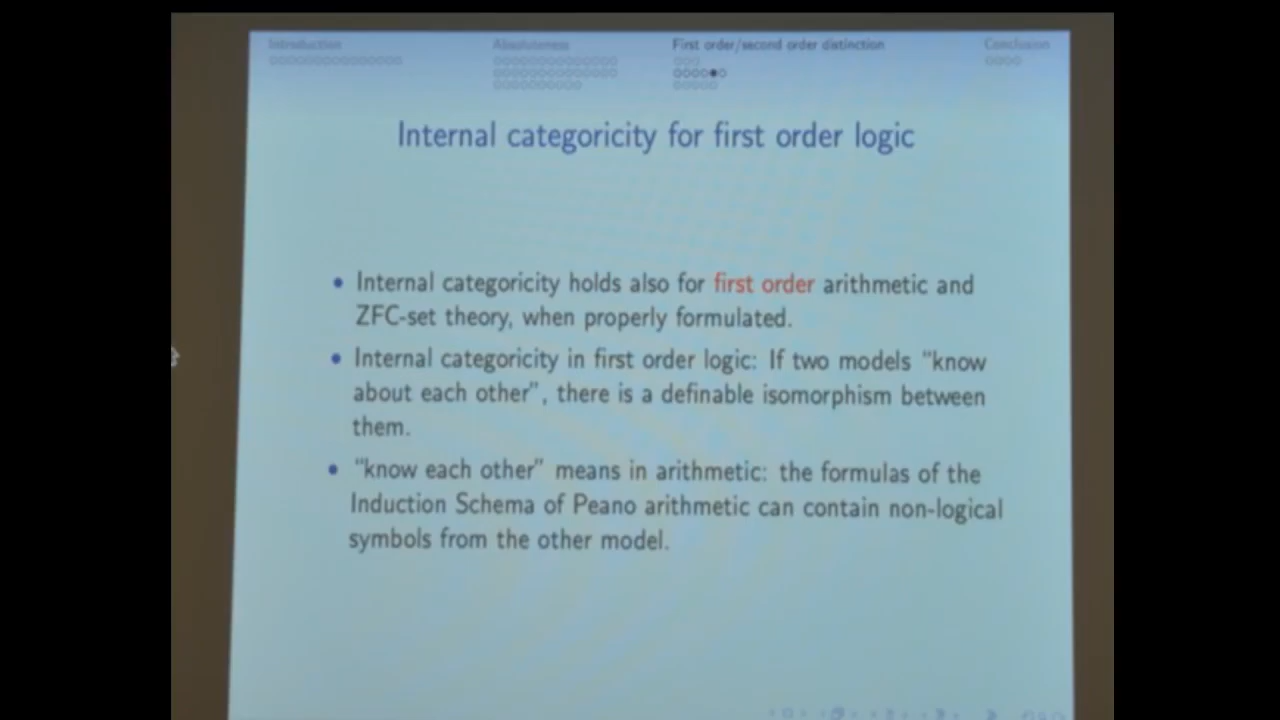 Introduction Absoluteness First order/second order distinction Conclusion
Internal categoricity for first order logic
• Internal categoricity holds also for first order arithmetic and
ZFC-set theory, when properly formulated.
• Internal categoricity in first order logic: If two models "know
about each other", there is a definable isomorphism between
them.
• "know each other" means in arithmetic: the formulas of the
Induction Schema of Peano arithmetic can contain non-logical
symbols from the other model.